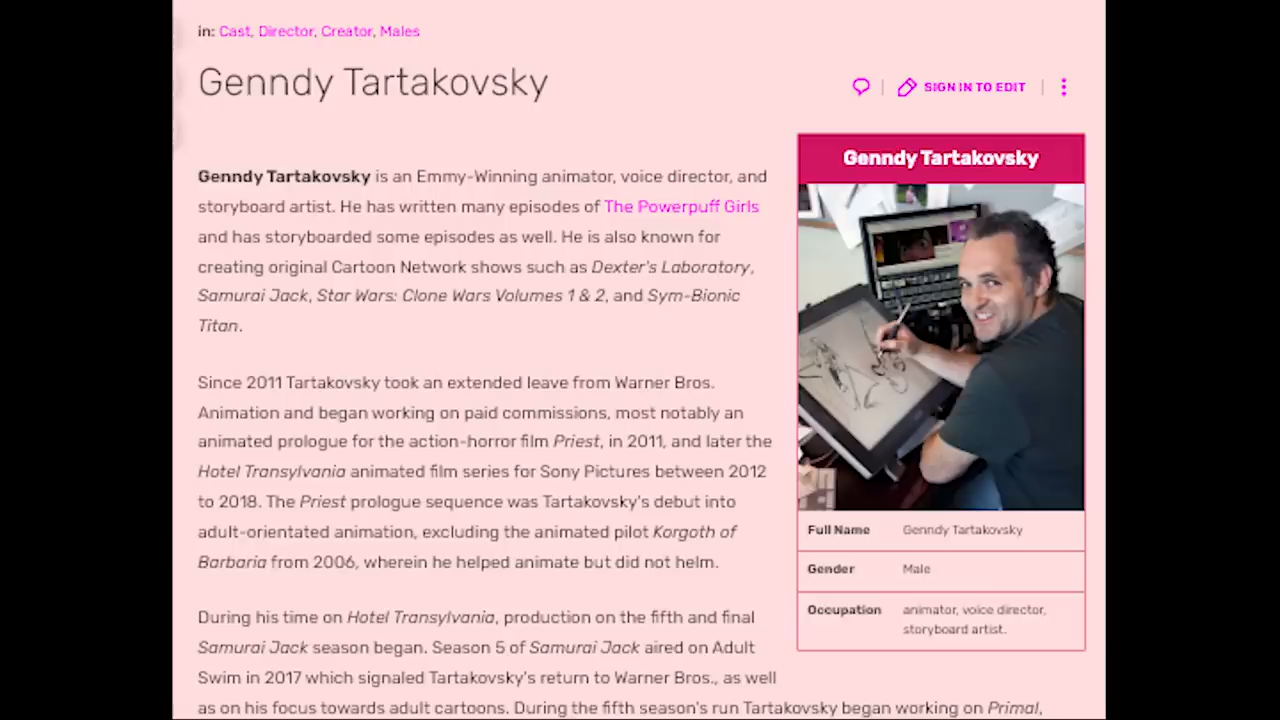 in: Cast, Director, Creator, Males
Genndy Tartakovsky
SIGN IN TO EDIT
Genndy Tartakovsky is an Emmy-Winning animator, voice director, and
storyboard artist. He has written many episodes of The Powerpuff Girls
and has storyboarded some episodes as well. He is also known for
creating original Cartoon Network shows such as Dexter's Laboratory,
Samurai Jack, Star Wars: Clone Wars Volumes 1 & 2, and Sym-Bionic
Titan.
Since 2011 Tartakovsky took an extended leave from Warner Bros.
Animation and began working on paid commissions, most notably an
animated prologue for the action-horror film Priest, in 2011, and later the
Hotel Transylvania animated film series for Sony Pictures between 2012
to 2018. The Priest prologue sequence was Tartakovsky's debut into
adult-orientated animation, excluding the animated pilot Korgoth of
Barbaria from 2006, wherein he helped animate but did not helm.
During his time on Hotel Transylvania, production on the fifth and final
Samurai Jack season began. Season 5 of Samurai Jack aired on Adult
Swim in 2017 which signaled Tartakovsky's return to Warner Bros., as well
as on his focus towards adult cartoons. During the fifth season's run Tartakovsky began working on Primal,
Genndy Tartakovsky
Full Name Genndy Tartakovsky
Gender Male
Occupation animator, voice director,
storyboard artist.